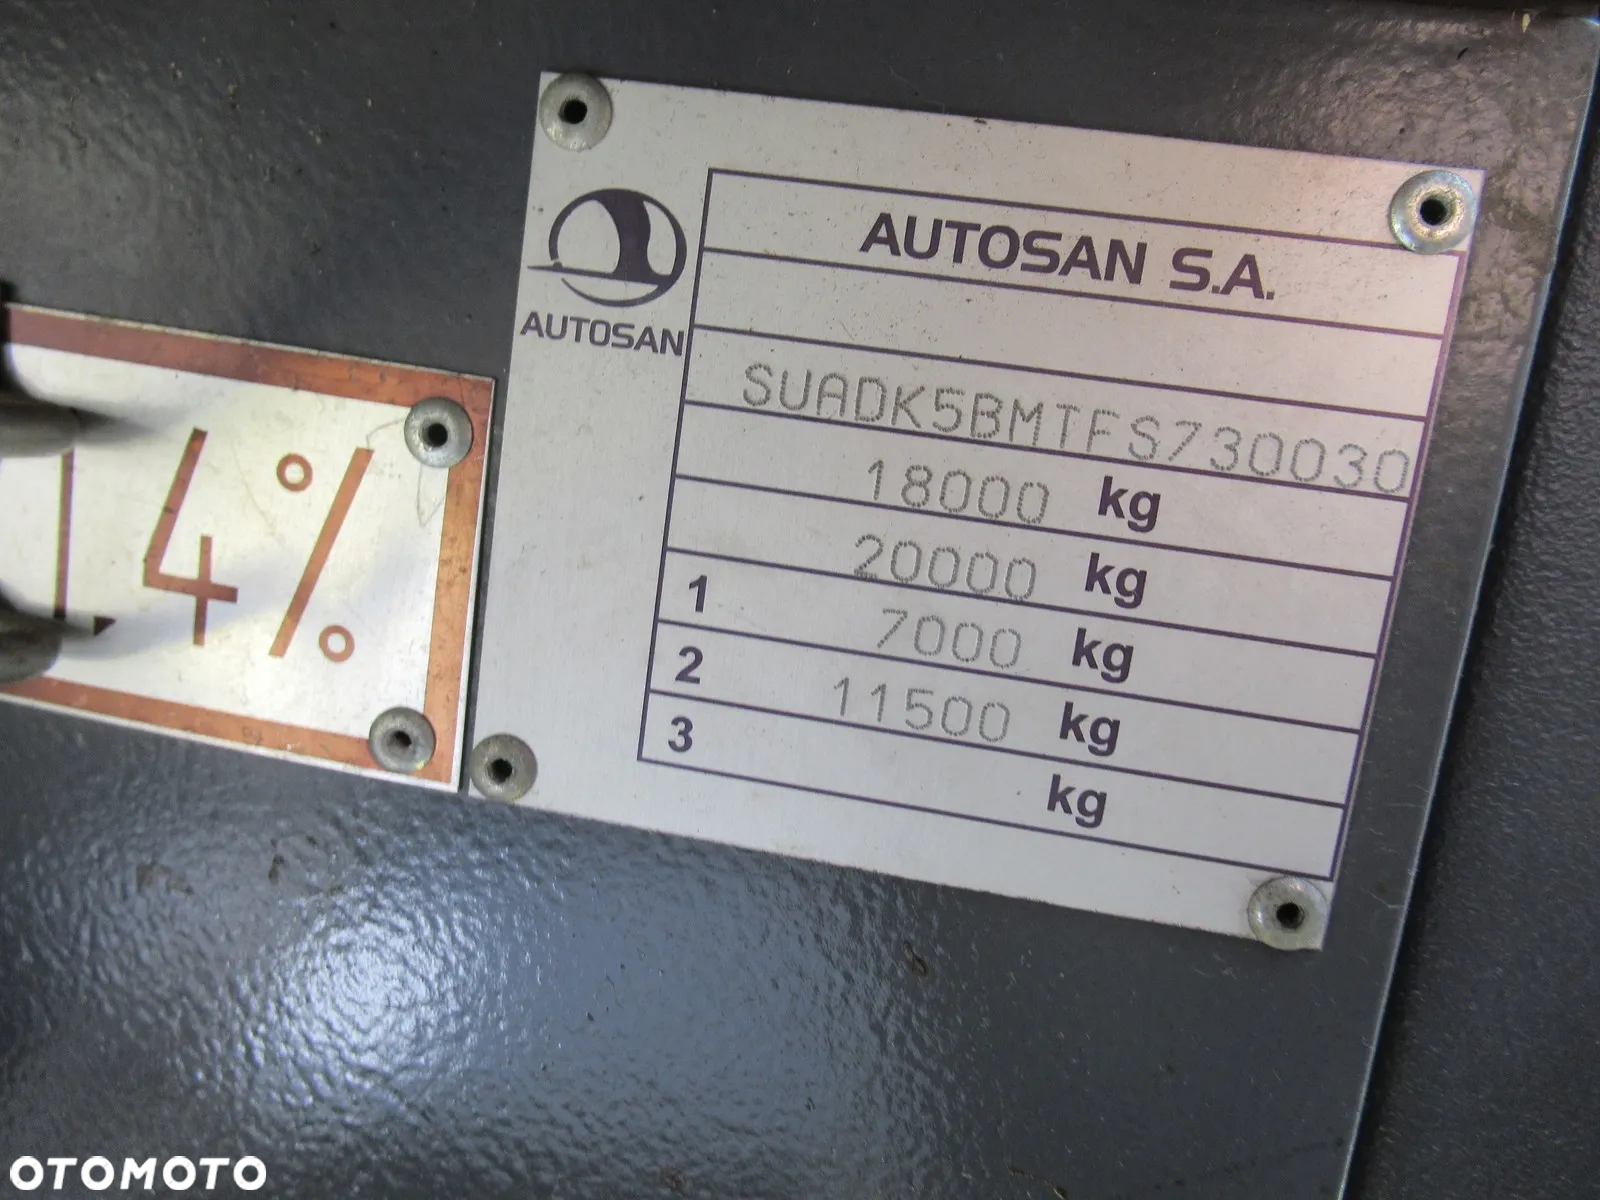 AUTOSAN S.A.
AUTOSAN
SUADK5BMTFS730030
18000 kg
20000 kg
1 7000 kg
2 11500 kg
3 kg
4%
OTOMOTO